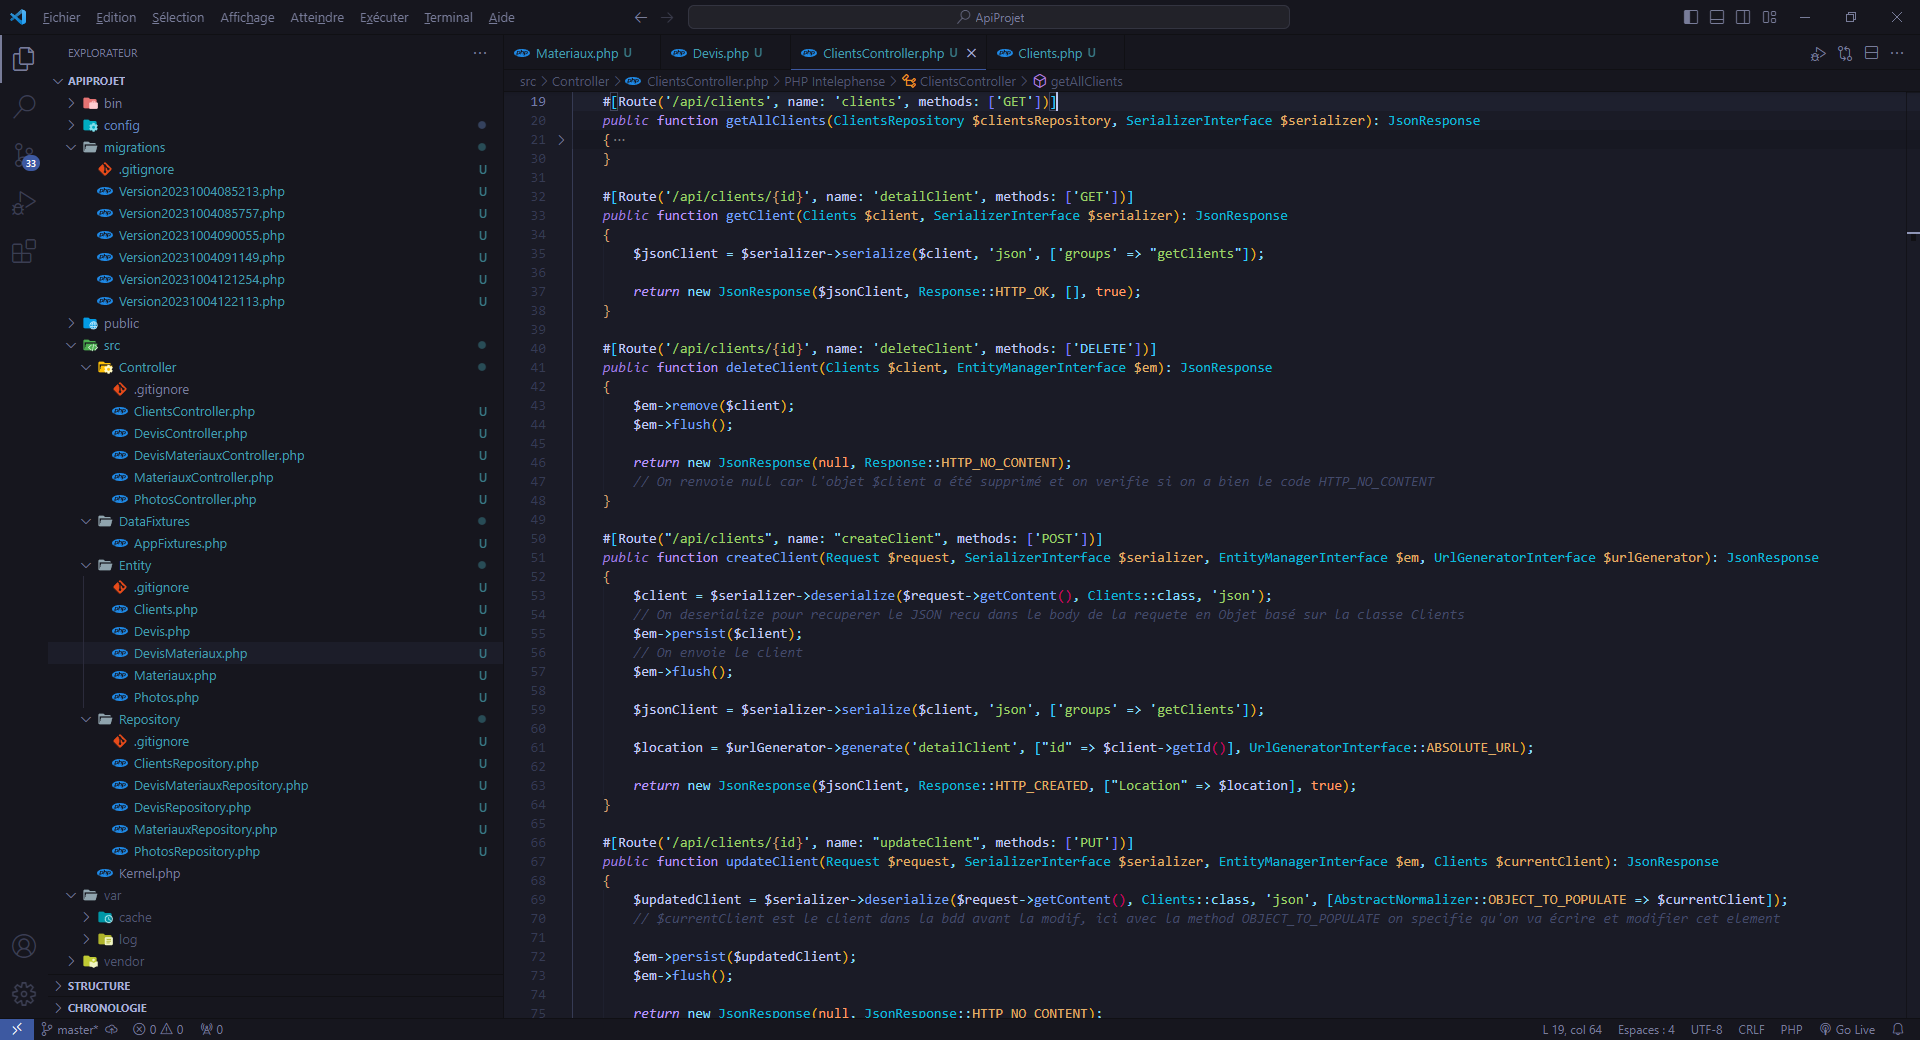 Fichier Edition Sélection Affichage Atteindre Exécuter Terminal Aide
ApiProjet
EXPLORATEUR
Materiaux.php U
Devis.php U
ClientsController.php U
Clients.php U
src > Controller > ClientsController.php > PHP Intelephense > ClientsController > getAllClients
APIPROJET
bin
config
migrations
.gitignore U
Version20231004085213.php U
Version20231004085757.php U
Version20231004090055.php U
Version20231004091149.php U
Version20231004121254.php U
Version20231004122113.php U
public
src
Controller
.gitignore U
ClientsController.php U
DevisController.php U
DevisMateriauxController.php U
MateriauxController.php U
PhotosController.php U
DataFixtures
AppFixtures.php U
Entity
.gitignore U
Clients.php U
Devis.php U
DevisMateriaux.php U
Materiaux.php U
Photos.php U
Repository
.gitignore U
ClientsRepository.php U
DevisMateriauxRepository.php U
DevisRepository.php U
MateriauxRepository.php U
PhotosRepository.php U
Kernel.php
var
cache
log
vendor
STRUCTURE
CHRONOLOGIE
33
19 #[Route('/api/clients', name: 'clients', methods: ['GET'])]
20 public function getAllClients(ClientsRepository $clientsRepository, SerializerInterface $serializer): JsonResponse
21 { ···
30 }
31
32 #[Route('/api/clients/{id}', name: 'detailClient', methods: ['GET'])]
33 public function getClient(Clients $client, SerializerInterface $serializer): JsonResponse
34 {
35 $jsonClient = $serializer->serialize($client, 'json', ['groups' => "getClients"]);
36
37 return new JsonResponse($jsonClient, Response::HTTP_OK, [], true);
38 }
39
40 #[Route('/api/clients/{id}', name: 'deleteClient', methods: ['DELETE'])]
41 public function deleteClient(Clients $client, EntityManagerInterface $em): JsonResponse
42 {
43 $em->remove($client);
44 $em->flush();
45
46 return new JsonResponse(null, Response::HTTP_NO_CONTENT);
47 // On renvoie null car l'objet $client a été supprimé et on verifie si on a bien le code HTTP_NO_CONTENT
48 }
49
50 #[Route("/api/clients", name: "createClient", methods: ['POST'])]
51 public function createClient(Request $request, SerializerInterface $serializer, EntityManagerInterface $em, UrlGeneratorInterface $urlGenerator): JsonResponse
52 {
53 $client = $serializer->deserialize($request->getContent(), Clients::class, 'json');
54 // On deserialize pour recuperer le JSON recu dans le body de la requete en Objet basé sur la classe Clients
55 $em->persist($client);
56 // On envoie le client
57 $em->flush();
58
59 $jsonClient = $serializer->serialize($client, 'json', ['groups' => 'getClients']);
60
61 $location = $urlGenerator->generate('detailClient', ["id" => $client->getId()], UrlGeneratorInterface::ABSOLUTE_URL);
62
63 return new JsonResponse($jsonClient, Response::HTTP_CREATED, ["Location" => $location], true);
64 }
65
66 #[Route('/api/clients/{id}', name: "updateClient", methods: ['PUT'])]
67 public function updateClient(Request $request, SerializerInterface $serializer, EntityManagerInterface $em, Clients $currentClient): JsonResponse
68 {
69 $updatedClient = $serializer->deserialize($request->getContent(), Clients::class, 'json', [AbstractNormalizer::OBJECT_TO_POPULATE => $currentClient]);
70 // $currentClient est le client dans la bdd avant la modif, ici avec la method OBJECT_TO_POPULATE on specifie qu'on va écrire et modifier cet element
71
72 $em->persist($updatedClient);
73 $em->flush();
74
75 return new JsonResponse(null, JsonResponse::HTTP_NO_CONTENT);
master* 0 0 0
L 19, col 64 Espaces : 4 UTF-8 CRLF PHP Go Live